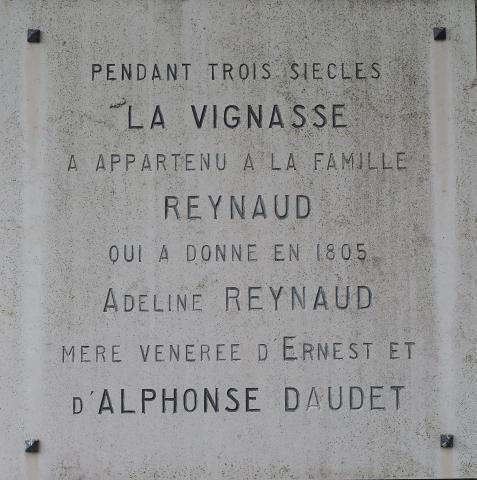 PENDANT TROIS SIECLES
LA VIGNASSE
A APPARTENU A LA FAMILLE
REYNAUD
QUI A DONNE EN 1805
ADELINE REYNAUD
MERE VENEREE D'ERNEST ET
D'ALPHONSE DAUDET